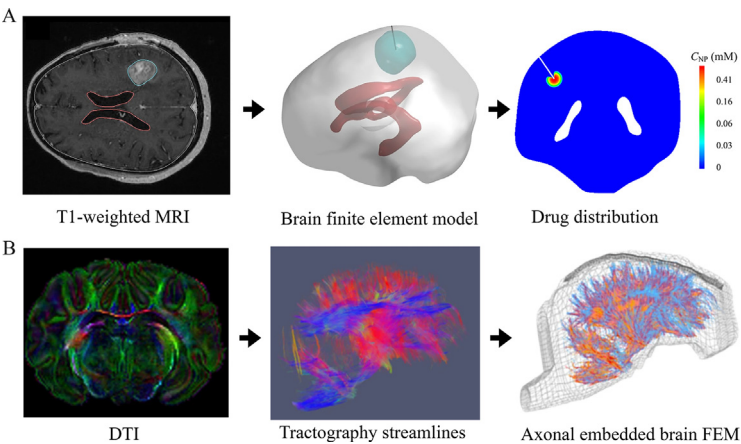 A
C_NP (mM)
0.41
0.16
0.06
0.03
0
T1-weighted MRI
Brain finite element model
Drug distribution
B
DTI
Tractography streamlines
Axonal embedded brain FEM